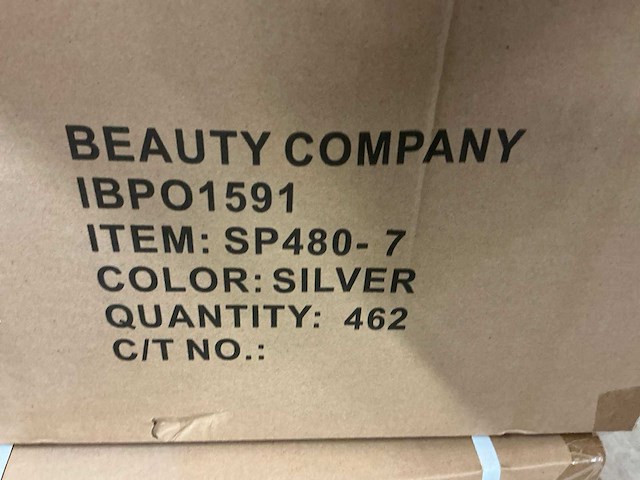 BEAUTY COMPANY
IBPO1591
ITEM: SP480- 7
COLOR: SILVER
QUANTITY: 462
C/T NO.: